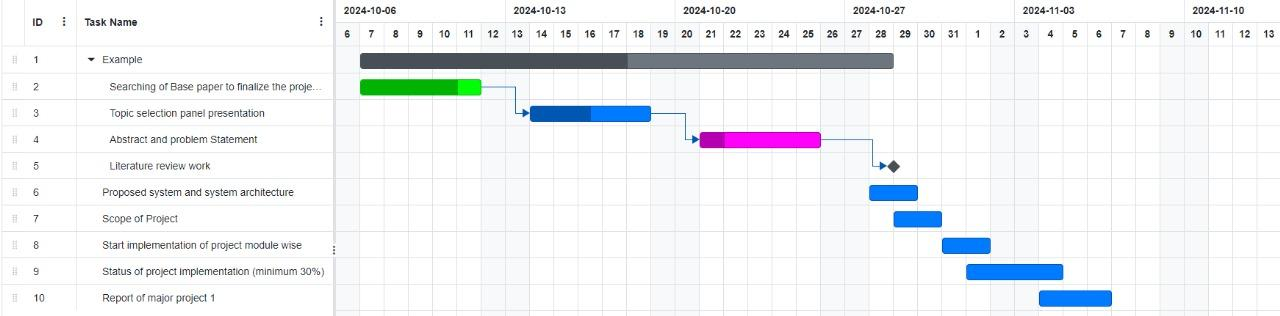 ID Task Name 2024-10-06 2024-10-13 2024-10-20 2024-10-27 2024-11-03 2024-11-10
6 7 8 9 10 11 12 13 14 15 16 17 18 19 20 21 22 23 24 25 26 27 28 29 30 31 1 2 3 4 5 6 7 8 9 10 11 12 13
1 Example
2 Searching of Base paper to finalize the proje...
3 Topic selection panel presentation
4 Abstract and problem Statement
5 Literature review work
6 Proposed system and system architecture
7 Scope of Project
8 Start implementation of project module wise
9 Status of project implementation (minimum 30%)
10 Report of major project 1